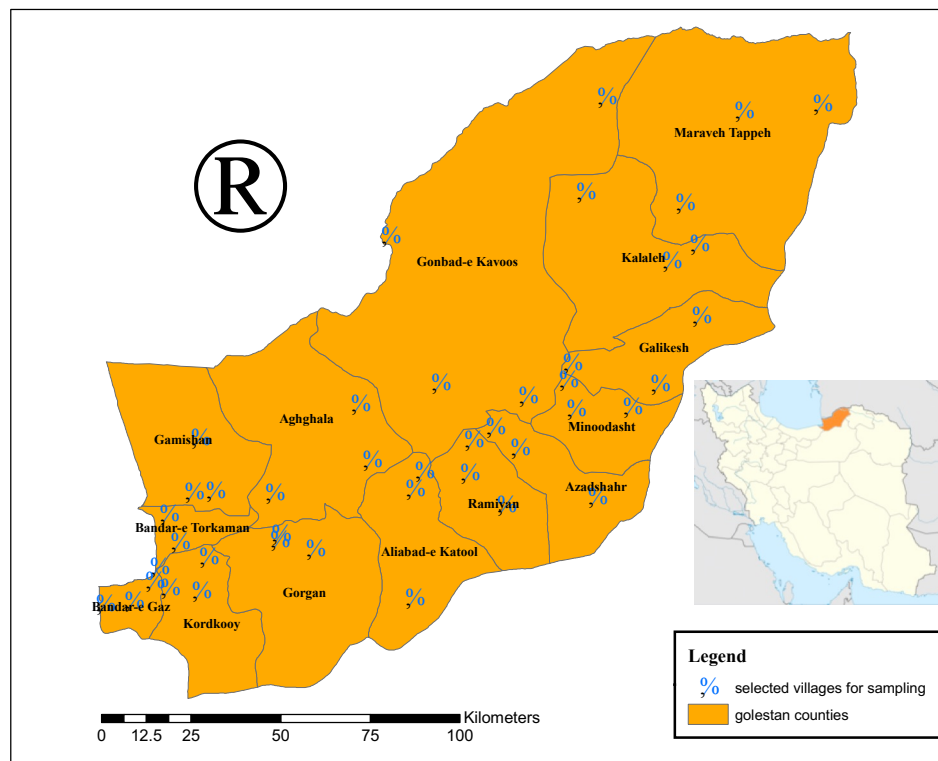 ®
Maraveh Tappeh
Gonbad-e Kavoos
Kalaleh
Galikesh
Aghghala
Minoodasht
Gamishan
Azadshahr
Ramiyan
Bandar-e Torkaman
Aliabad-e Katool
Gorgan
Bandar-e Gaz
Kordkooy
Legend
% selected villages for sampling
golestan counties
Kilometers
0 12.5 25 50 75 100